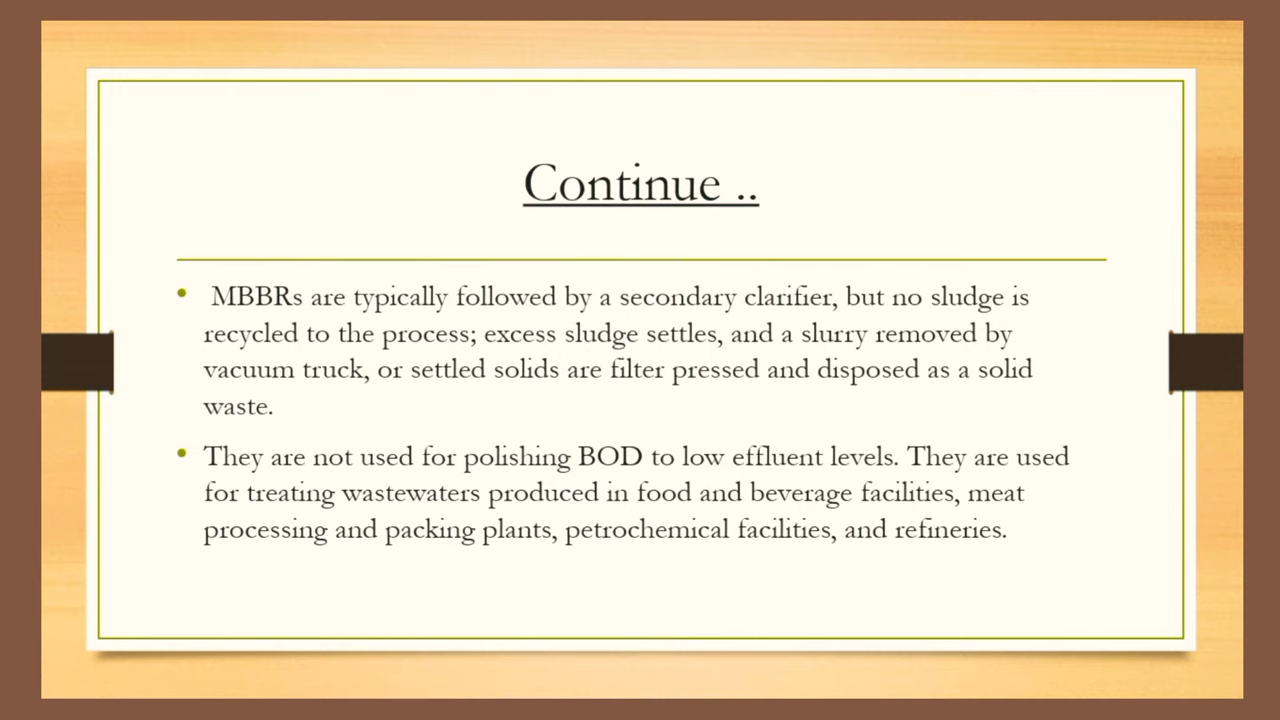 Continue ..
• MBBRs are typically followed by a secondary clarifier, but no sludge is
recycled to the process; excess sludge settles, and a slurry removed by
vacuum truck, or settled solids are filter pressed and disposed as a solid
waste.
• They are not used for polishing BOD to low effluent levels. They are used
for treating wastewaters produced in food and beverage facilities, meat
processing and packing plants, petrochemical facilities, and refineries.